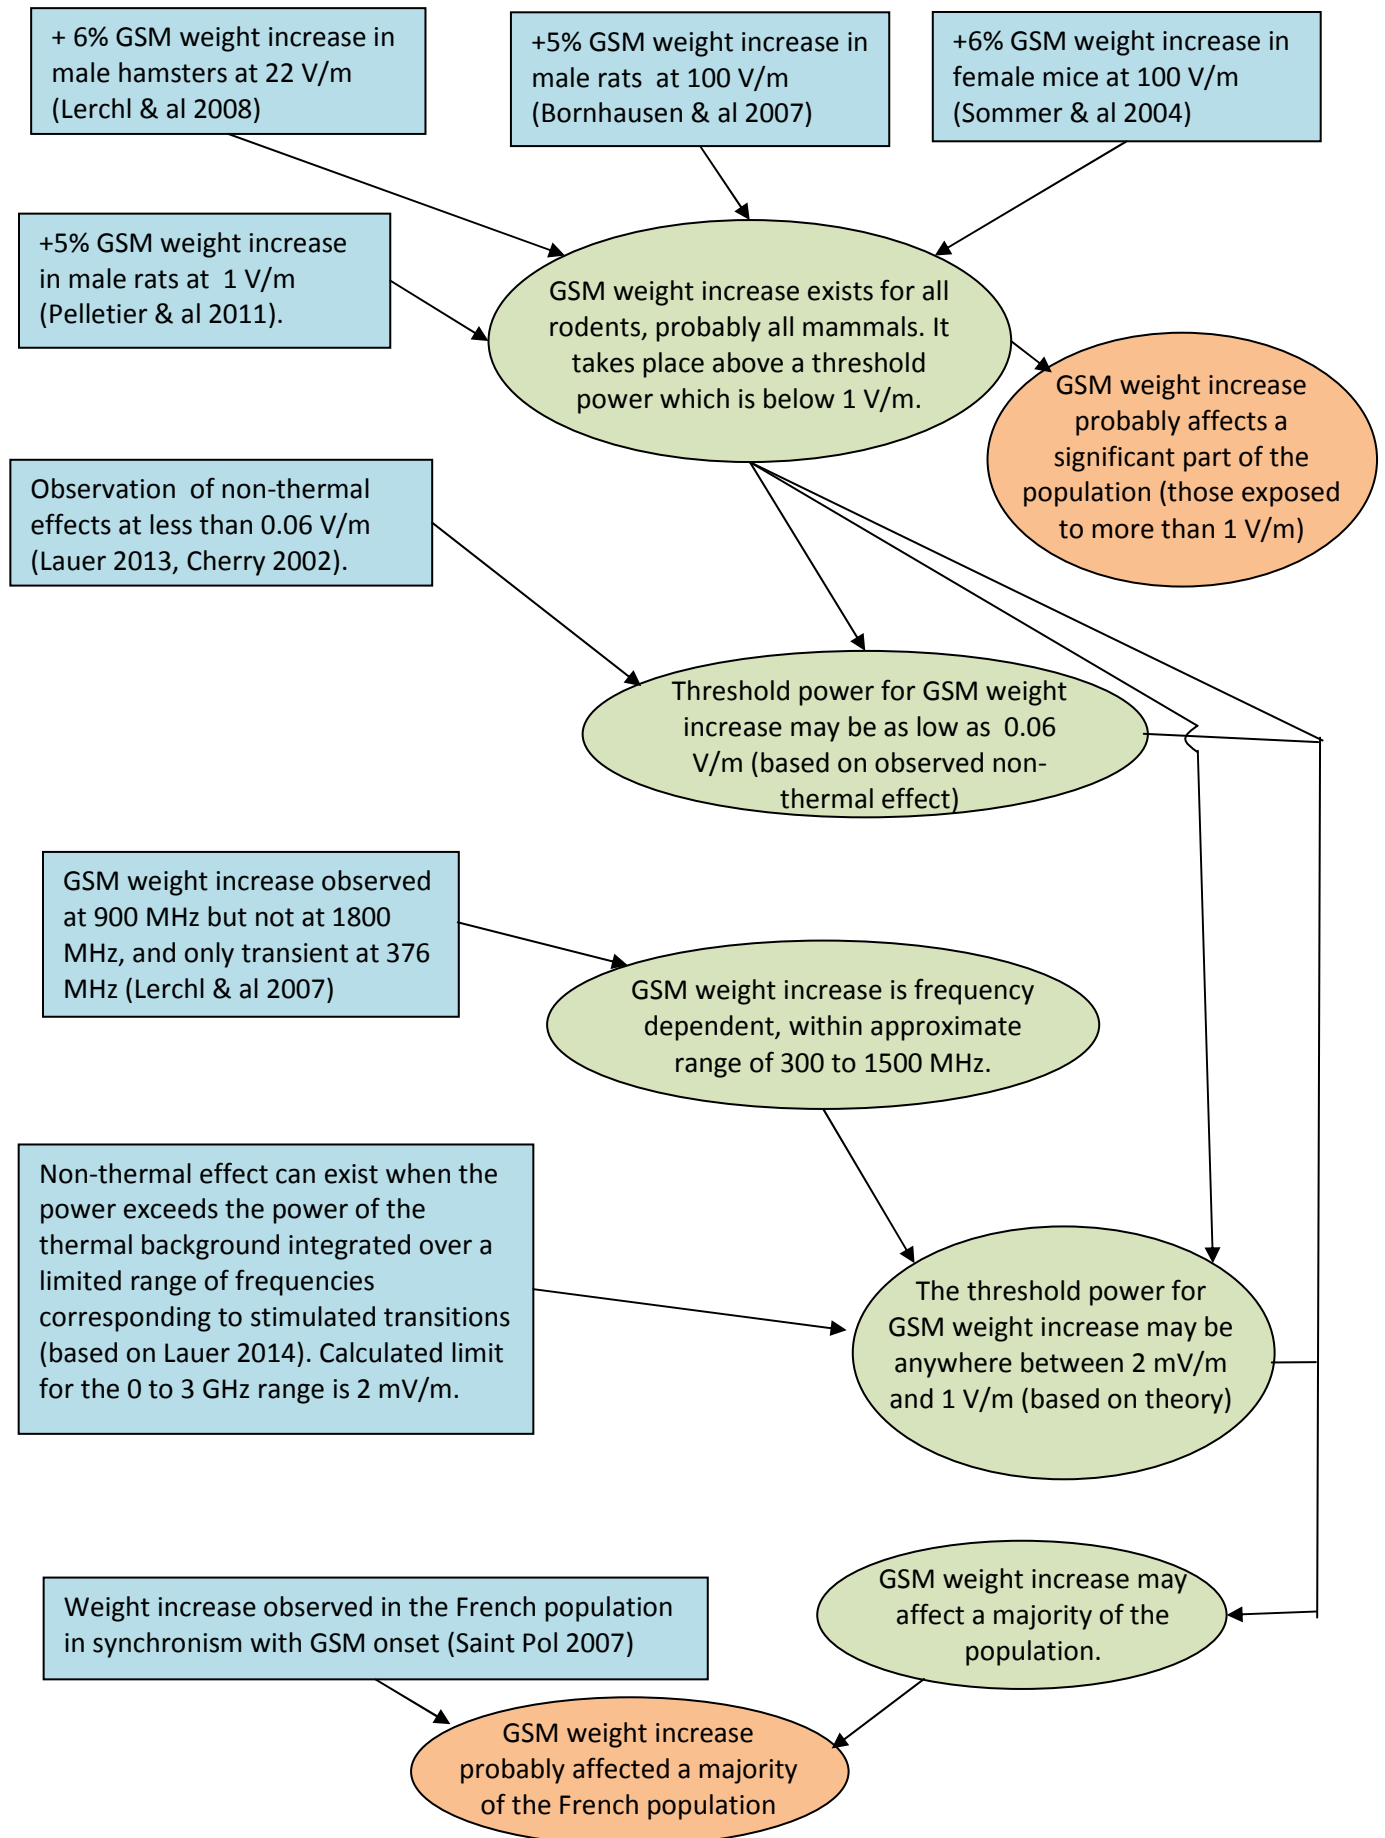 + 6% GSM weight increase in
male hamsters at 22 V/m
(Lerchl & al 2008)
+5% GSM weight increase in
male rats at 100 V/m
(Bornhausen & al 2007)
+6% GSM weight increase in
female mice at 100 V/m
(Sommer & al 2004)
+5% GSM weight increase
in male rats at 1 V/m
(Pelletier & al 2011).
GSM weight increase exists for all
rodents, probably all mammals. It
takes place above a threshold
power which is below 1 V/m.
GSM weight increase
probably affects a
significant part of the
population (those exposed
to more than 1 V/m)
Observation of non-thermal
effects at less than 0.06 V/m
(Lauer 2013, Cherry 2002).
Threshold power for GSM weight
increase may be as low as 0.06
V/m (based on observed non-
thermal effect)
GSM weight increase observed
at 900 MHz but not at 1800
MHz, and only transient at 376
MHz (Lerchl & al 2007)
GSM weight increase is frequency
dependent, within approximate
range of 300 to 1500 MHz.
Non-thermal effect can exist when the
power exceeds the power of the
thermal background integrated over a
limited range of frequencies
corresponding to stimulated transitions
(based on Lauer 2014). Calculated limit
for the 0 to 3 GHz range is 2 mV/m.
The threshold power for
GSM weight increase may be
anywhere between 2 mV/m
and 1 V/m (based on theory)
GSM weight increase may
affect a majority of the
population.
Weight increase observed in the French population
in synchronism with GSM onset (Saint Pol 2007)
GSM weight increase
probably affected a majority
of the French population